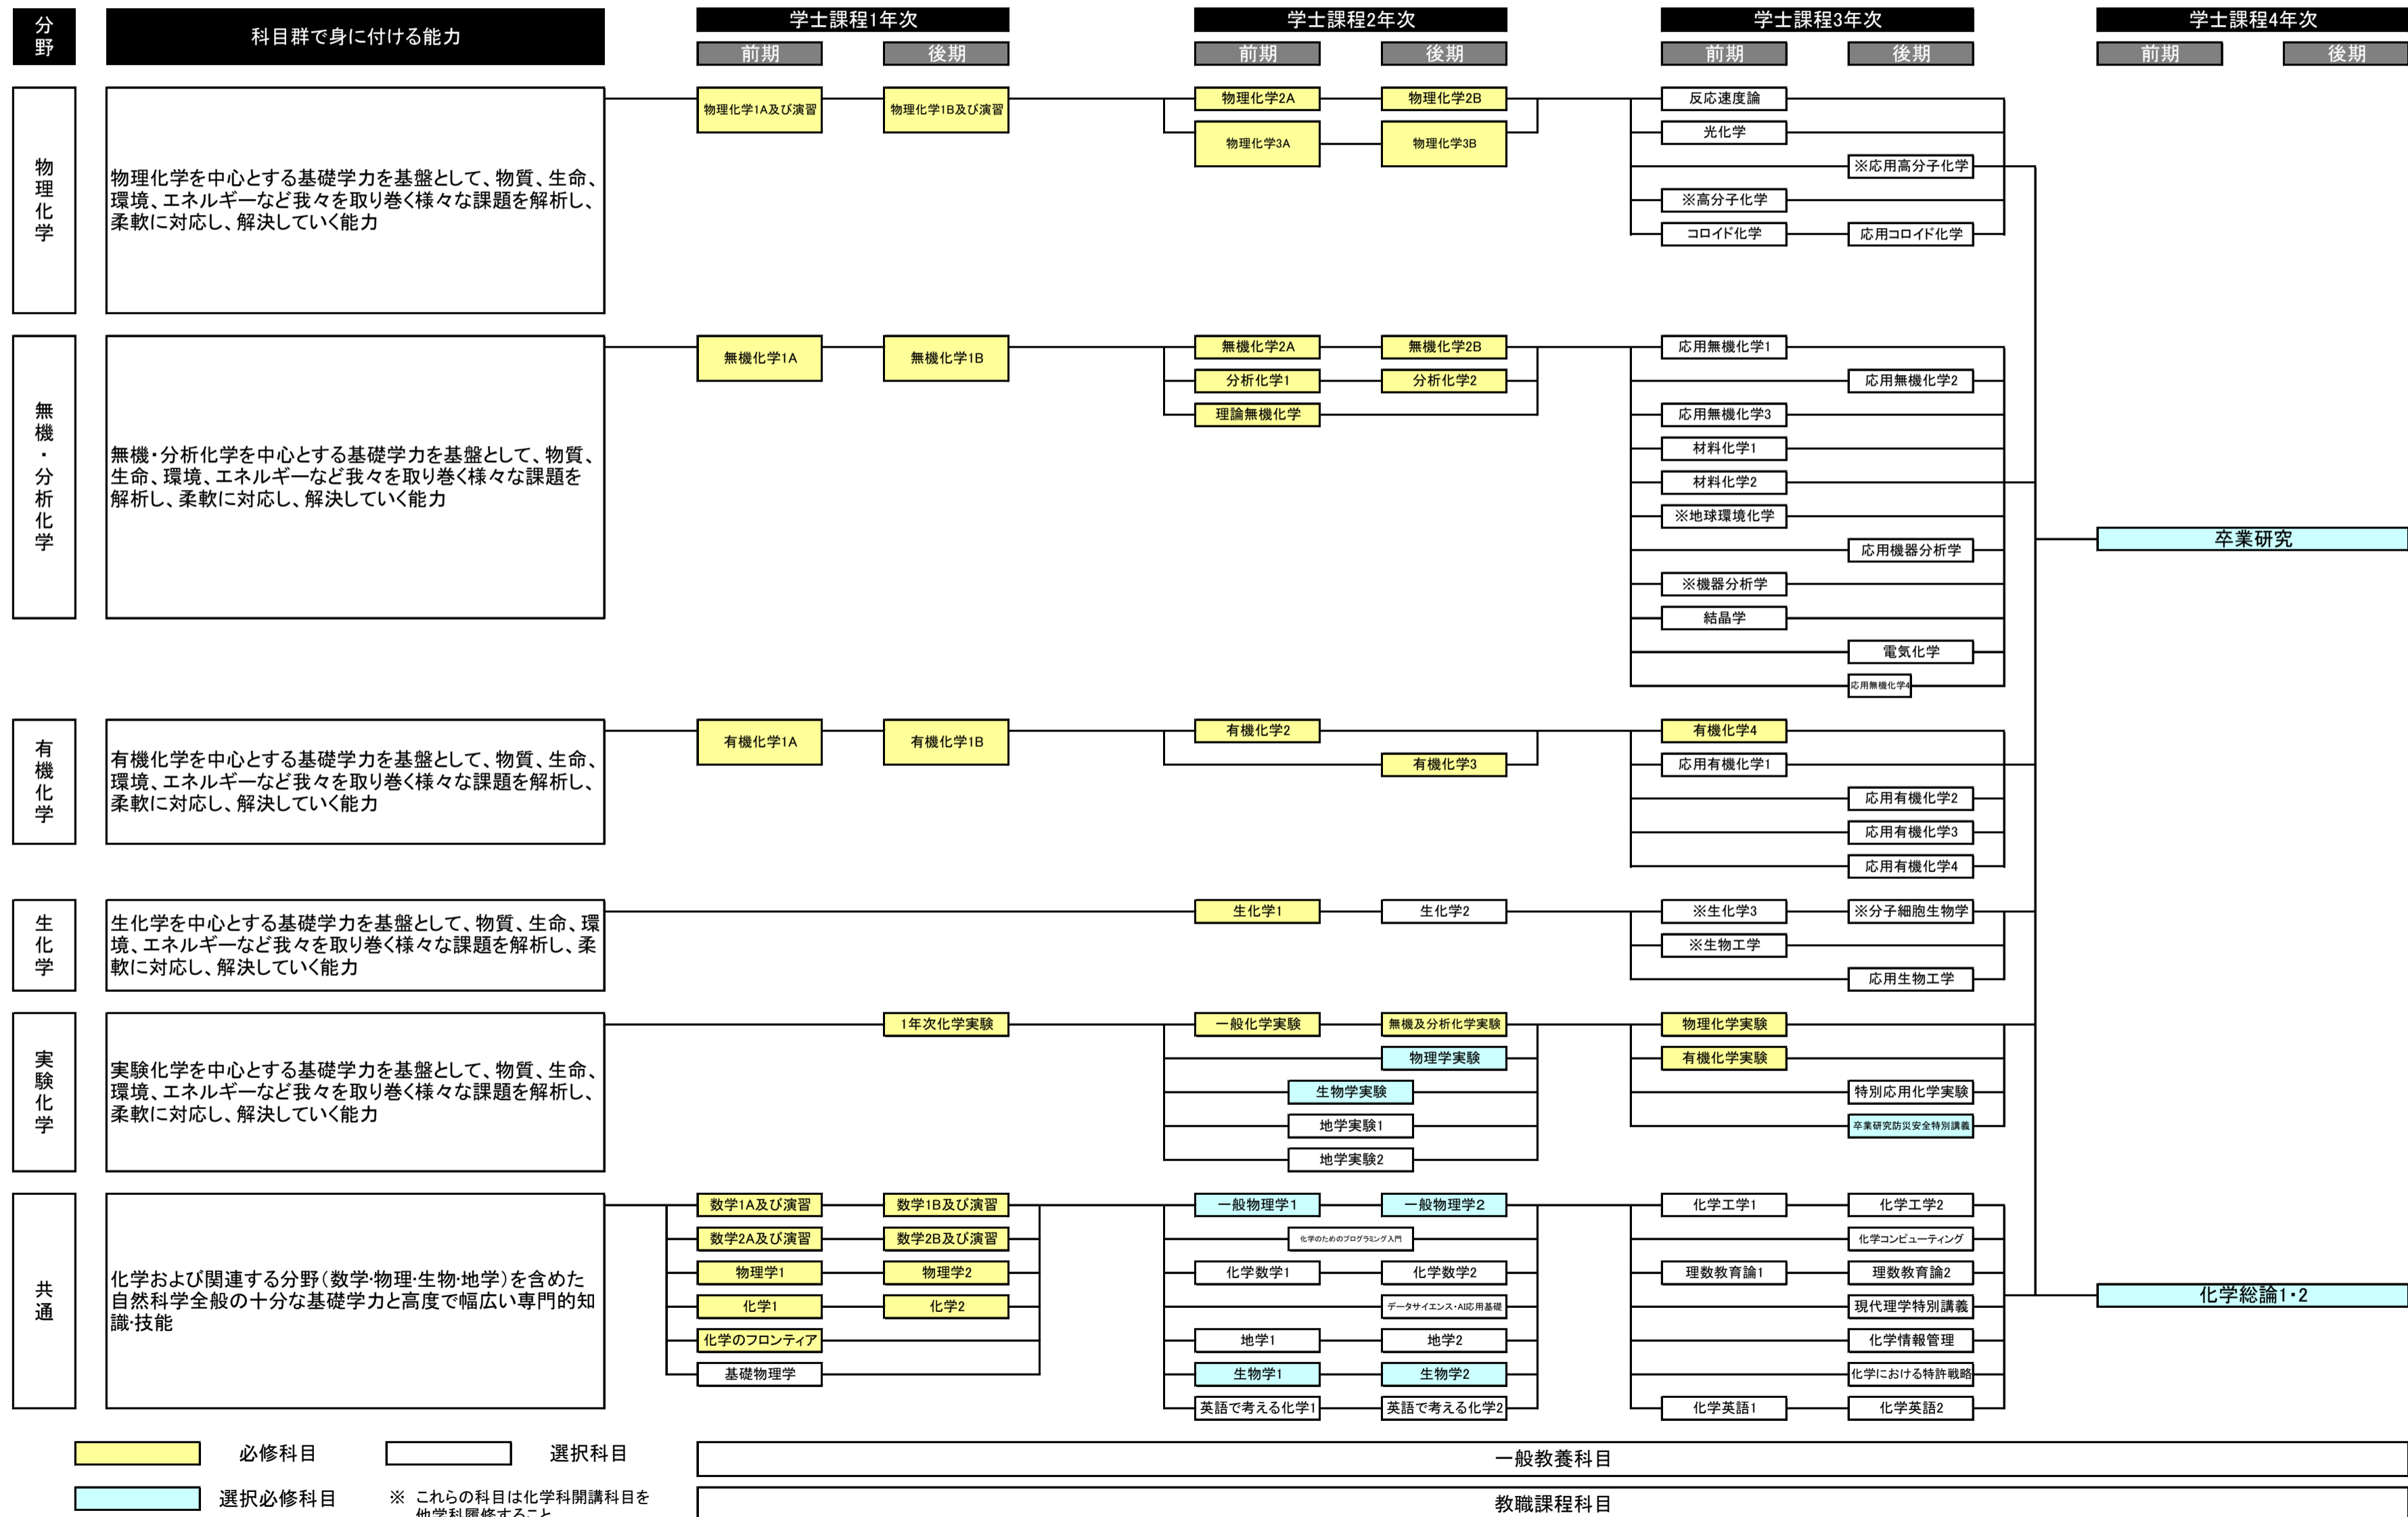 分野
科目群で身に付ける能力
学士課程1年次
学士課程2年次
学士課程3年次
学士課程4年次
前期
後期
前期
後期
前期
後期
前期
後期
物理化学
物理化学を中心とする基礎学力を基盤として、物質、生命、
環境、エネルギーなど我々を取り巻く様々な課題を解析し、
柔軟に対応し、解決していく能力
物理化学1A及び演習
物理化学1B及び演習
物理化学2A
物理化学2B
反応速度論
物理化学3A
物理化学3B
光化学
※応用高分子化学
※高分子化学
コロイド化学
応用コロイド化学
無機・分析化学
無機・分析化学を中心とする基礎学力を基盤として、物質、
生命、環境、エネルギーなど我々を取り巻く様々な課題を
解析し、柔軟に対応し、解決していく能力
無機化学1A
無機化学1B
無機化学2A
無機化学2B
応用無機化学1
分析化学1
分析化学2
応用無機化学2
理論無機化学
応用無機化学3
材料化学1
材料化学2
※地球環境化学
応用機器分析学
卒業研究
※機器分析学
結晶学
電気化学
応用無機化学4
有機化学
有機化学を中心とする基礎学力を基盤として、物質、生命、
環境、エネルギーなど我々を取り巻く様々な課題を解析し、
柔軟に対応し、解決していく能力
有機化学1A
有機化学1B
有機化学2
有機化学4
有機化学3
応用有機化学1
応用有機化学2
応用有機化学3
応用有機化学4
生化学
生化学を中心とする基礎学力を基盤として、物質、生命、環
境、エネルギーなど我々を取り巻く様々な課題を解析し、柔
軟に対応し、解決していく能力
生化学1
生化学2
※生化学3
※分子細胞生物学
※生物工学
応用生物工学
実験化学
実験化学を中心とする基礎学力を基盤として、物質、生命、
環境、エネルギーなど我々を取り巻く様々な課題を解析し、
柔軟に対応し、解決していく能力
1年次化学実験
一般化学実験
無機及分析化学実験
物理化学実験
物理学実験
有機化学実験
生物学実験
特別応用化学実験
地学実験1
卒業研究防災安全特別講義
地学実験2
共通
化学および関連する分野(数学・物理・生物・地学)を含めた
自然科学全般の十分な基礎学力と高度で幅広い専門的知
識・技能
数学1A及び演習
数学1B及び演習
一般物理学1
一般物理学2
化学工学1
化学工学2
数学2A及び演習
数学2B及び演習
化学のためのプログラミング入門
化学コンピューティング
物理学1
物理学2
化学数学1
化学数学2
理数教育論1
理数教育論2
化学1
化学2
データサイエンス・AI応用基礎
現代理学特別講義
化学総論1・2
化学のフロンティア
地学1
地学2
化学情報管理
基礎物理学
生物学1
生物学2
化学における特許戦略
英語で考える化学1
英語で考える化学2
化学英語1
化学英語2
必修科目
選択科目
一般教養科目
選択必修科目
※ これらの科目は化学科開講科目を
他学科履修すること
教職課程科目